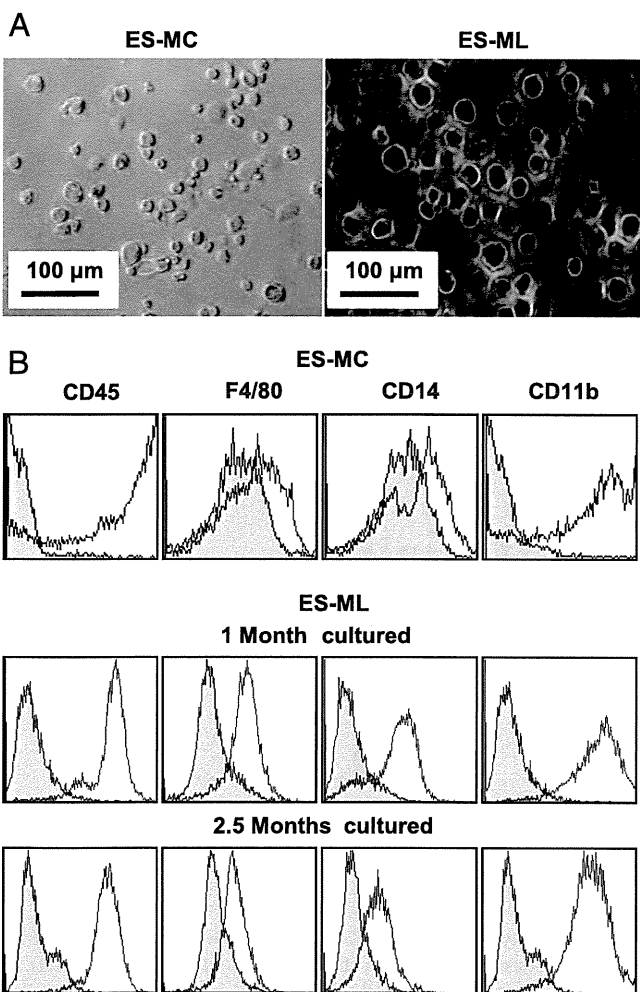 A
ES-MC ES-ML
100 µm 100 µm
B
ES-MC
CD45 F4/80 CD14 CD11b
ES-ML
1 Month cultured
2.5 Months cultured